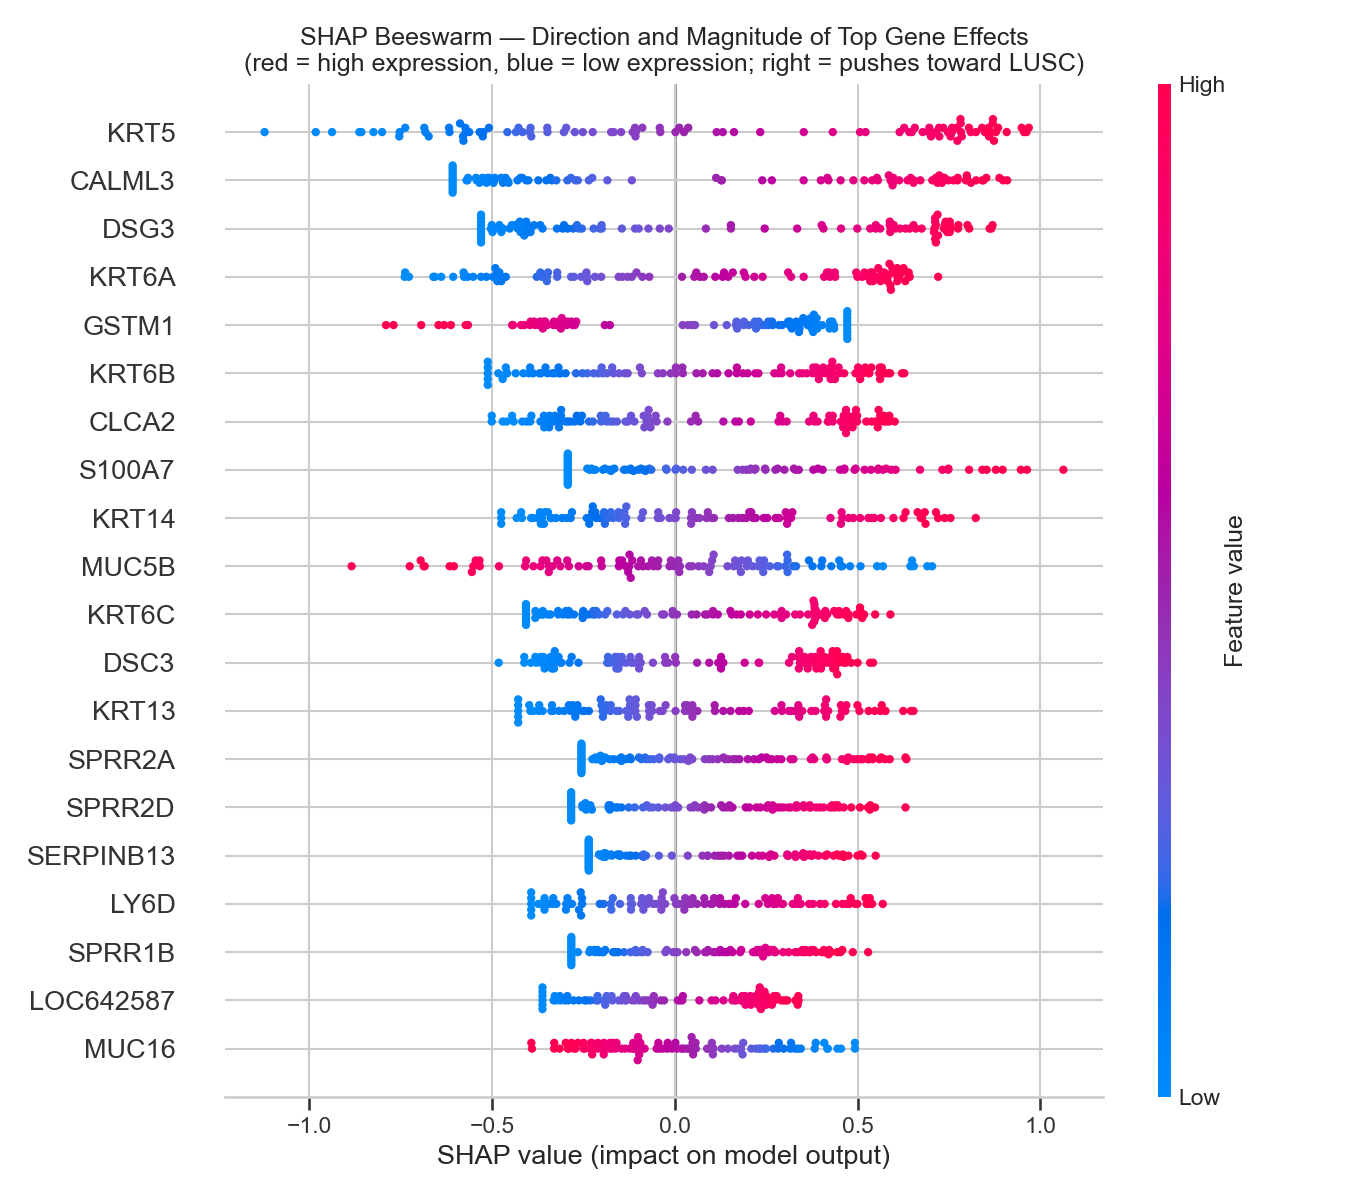 SHAP Beeswarm — Direction and Magnitude of Top Gene Effects
(red = high expression, blue = low expression; right = pushes toward LUSC)
High
KRT5
CALML3
DSG3
KRT6A
GSTM1
KRT6B
CLCA2
S100A7
KRT14
MUC5B
KRT6C
DSC3
KRT13
SPRR2A
SPRR2D
SERPINB13
LY6D
SPRR1B
LOC642587
MUC16
Feature value
Low
−1.0 −0.5 0.0 0.5 1.0
SHAP value (impact on model output)